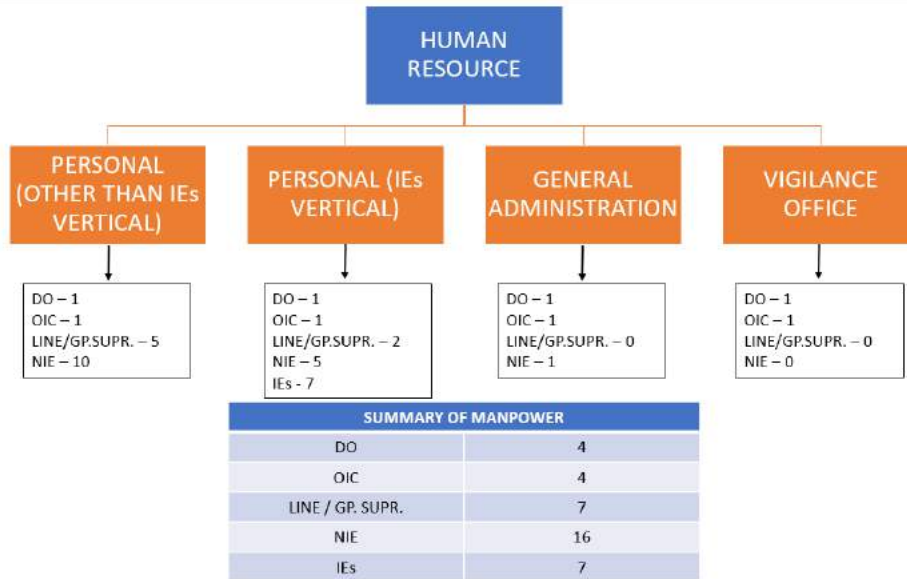 HUMAN
RESOURCE
PERSONAL
(OTHER THAN IEs
VERTICAL)
PERSONAL (IEs
VERTICAL)
GENERAL
ADMINISTRATION
VIGILANCE
OFFICE
DO – 1
OIC – 1
LINE/GP.SUPR. – 5
NIE – 10
DO – 1
OIC – 1
LINE/GP.SUPR. – 2
NIE – 5
IEs - 7
DO – 1
OIC – 1
LINE/GP.SUPR. – 0
NIE – 1
DO – 1
OIC – 1
LINE/GP.SUPR. – 0
NIE – 0
SUMMARY OF MANPOWER
DO 4
OIC 4
LINE / GP. SUPR. 7
NIE 16
IEs 7